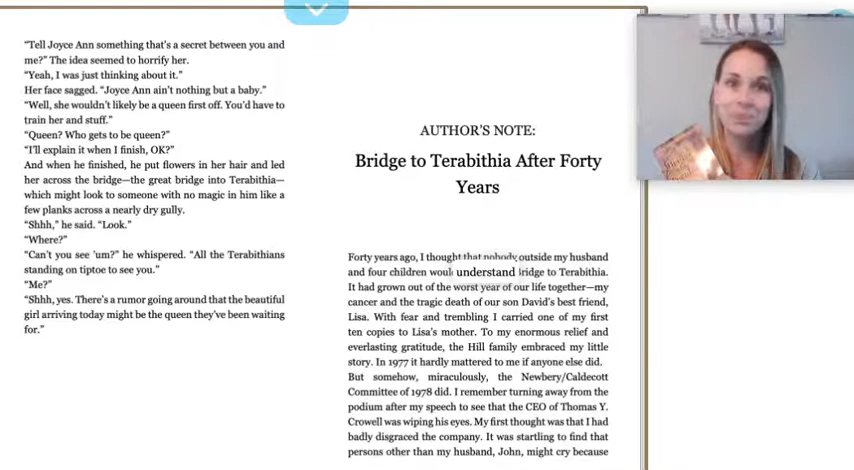 “Tell Joyce Ann something that’s a secret between you and
me?” The idea seemed to horrify her.
“Yeah, I was just thinking about it.”
Her face sagged. “Joyce Ann ain’t nothing but a baby.”
“Well, she wouldn’t likely be a queen first off. You’d have to
train her and stuff.”
“Queen? Who gets to be queen?”
“I’ll explain it when I finish, OK?”
And when he finished, he put flowers in her hair and led
her across the bridge—the great bridge into Terabithia—
which might look to someone with no magic in him like a
few planks across a nearly dry gully.
“Shhh,” he said. “Look.”
“Where?”
“Can’t you see ’um?” he whispered. “All the Terabithians
standing on tiptoe to see you.”
“Me?”
“Shhh, yes. There’s a rumor going around that the beautiful
girl arriving today might be the queen they’ve been waiting
for.”
AUTHOR’S NOTE:
Bridge to Terabithia After Forty
Years
Forty years ago, I thought that nobody outside my husband
and four children would understand Bridge to Terabithia.
It had grown out of the worst year of our life together—my
cancer and the tragic death of our son David’s best friend,
Lisa. With fear and trembling I carried one of my first
ten copies to Lisa’s mother. To my enormous relief and
everlasting gratitude, the Hill family embraced my little
story. In 1977 it hardly mattered to me if anyone else did.
But somehow, miraculously, the Newbery/Caldecott
Committee of 1978 did. I remember turning away from the
podium after my speech to see that the CEO of Thomas Y.
Crowell was wiping his eyes. My first thought was that I had
badly disgraced the company. It was startling to find that
persons other than my husband, John, might cry because